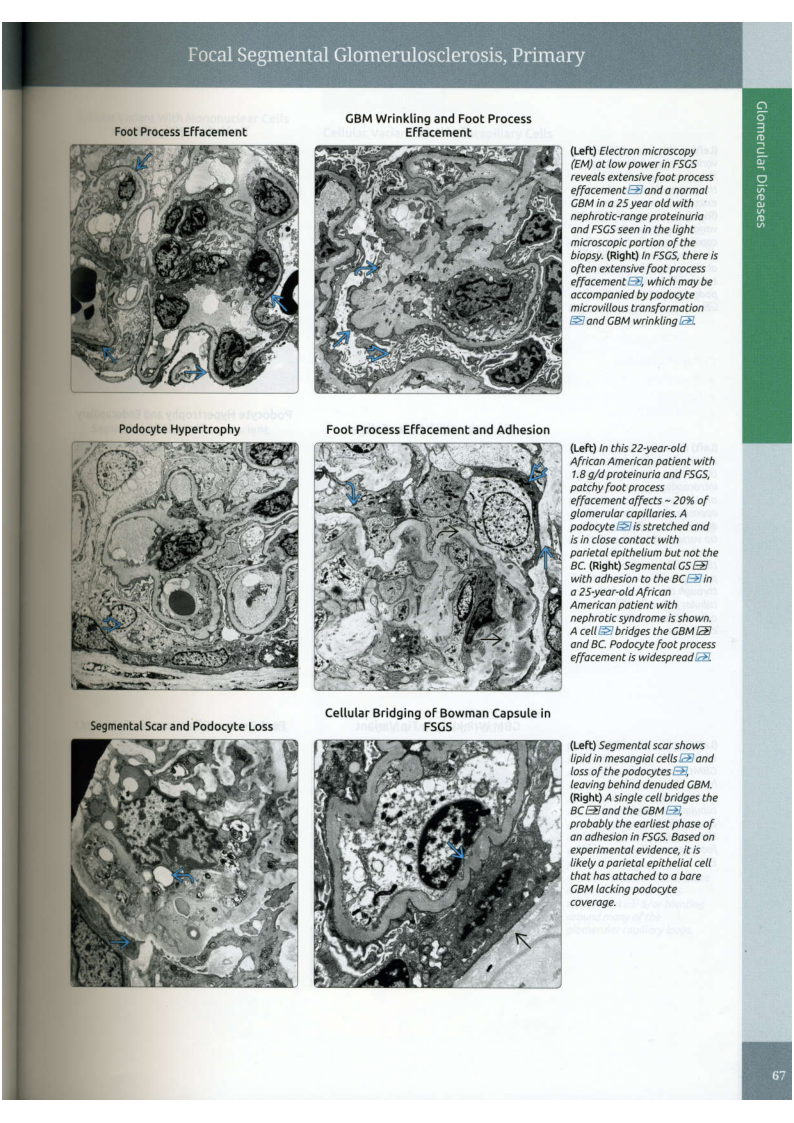 Focal Segmental Glomerulosclerosis, Primary
Glomerular Diseases
Foot Process Effacement
GBM Wrinkling and Foot Process
Effacement
(Left) Electron microscopy
(EM) at low power in FSGS
reveals extensive foot process
effacement and a normal
GBM in a 25 year old with
nephrotic-range proteinuria
and FSGS seen in the light
microscopic portion of the
biopsy. (Right) In FSGS, there is
often extensive foot process
effacement, which may be
accompanied by podocyte
microvillous transformation
and GBM wrinkling.
Podocyte Hypertrophy
Foot Process Effacement and Adhesion
(Left) In this 22-year-old
African American patient with
1.8 g/d proteinuria and FSGS,
patchy foot process
effacement affects ~ 20% of
glomerular capillaries. A
podocyte is stretched and
is in close contact with
parietal epithelium but not the
BC. (Right) Segmental GS
with adhesion to the BC in
a 25-year-old African
American patient with
nephrotic syndrome is shown.
A cell bridges the GBM
and BC. Podocyte foot process
effacement is widespread.
Segmental Scar and Podocyte Loss
Cellular Bridging of Bowman Capsule in
FSGS
(Left) Segmental scar shows
lipid in mesangial cells and
loss of the podocytes,
leaving behind denuded GBM.
(Right) A single cell bridges the
BC and the GBM,
probably the earliest phase of
an adhesion in FSGS. Based on
experimental evidence, it is
likely a parietal epithelial cell
that has attached to a bare
GBM lacking podocyte
coverage.
67